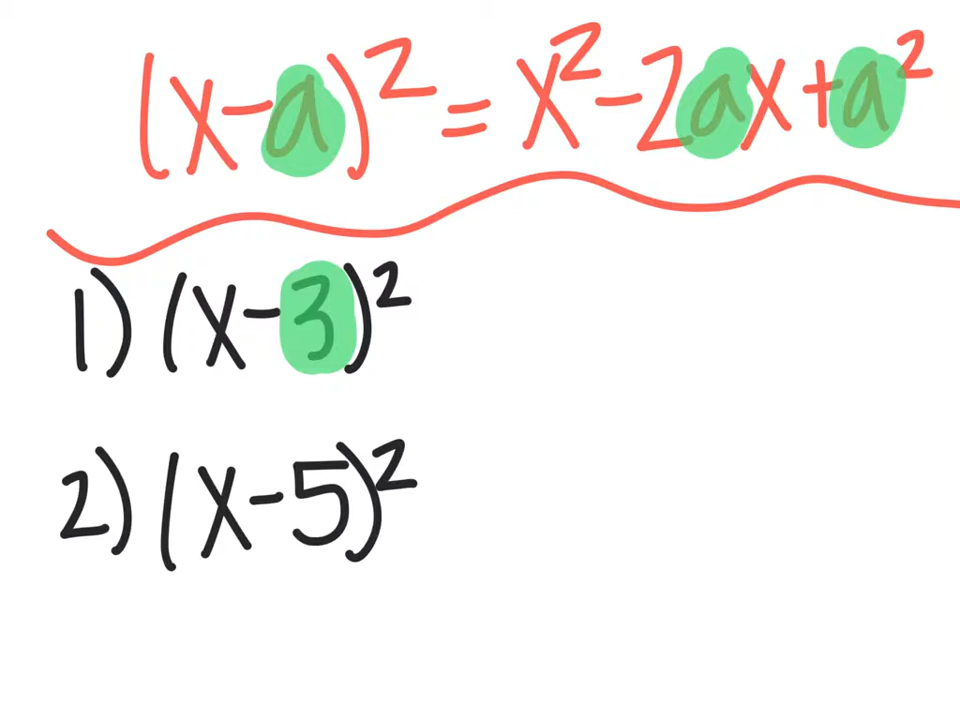 (x-a)² = x²-2ax+a²
1) (x-3)²
2) (x-5)²